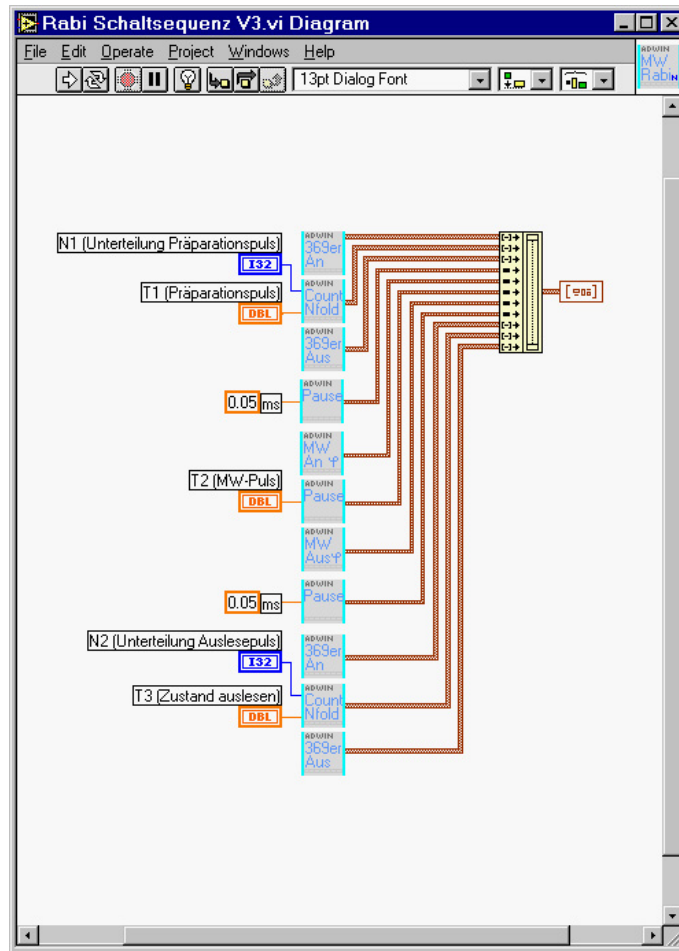 Rabi Schaltsequenz V3.vi Diagram
File Edit Operate Project Windows Help
13pt Dialog Font
ADWIN
MW
Rabi
N1 (Unterteilung Präparationspuls)
I32
ADWIN
369er
An
T1 (Präparationspuls)
DBL
Count
Nfold
ADWIN
369er
Aus
0.05 ms
ADWIN
Pause
ADWIN
MW
An φ
T2 (MW-Puls)
DBL
ADWIN
Pause
ADWIN
MW
Aus φ
0.05 ms
ADWIN
Pause
N2 (Unterteilung Auslesepuls)
I32
ADWIN
369er
An
T3 (Zustand auslesen)
DBL
ADWIN
Count
Nfold
ADWIN
369er
Aus